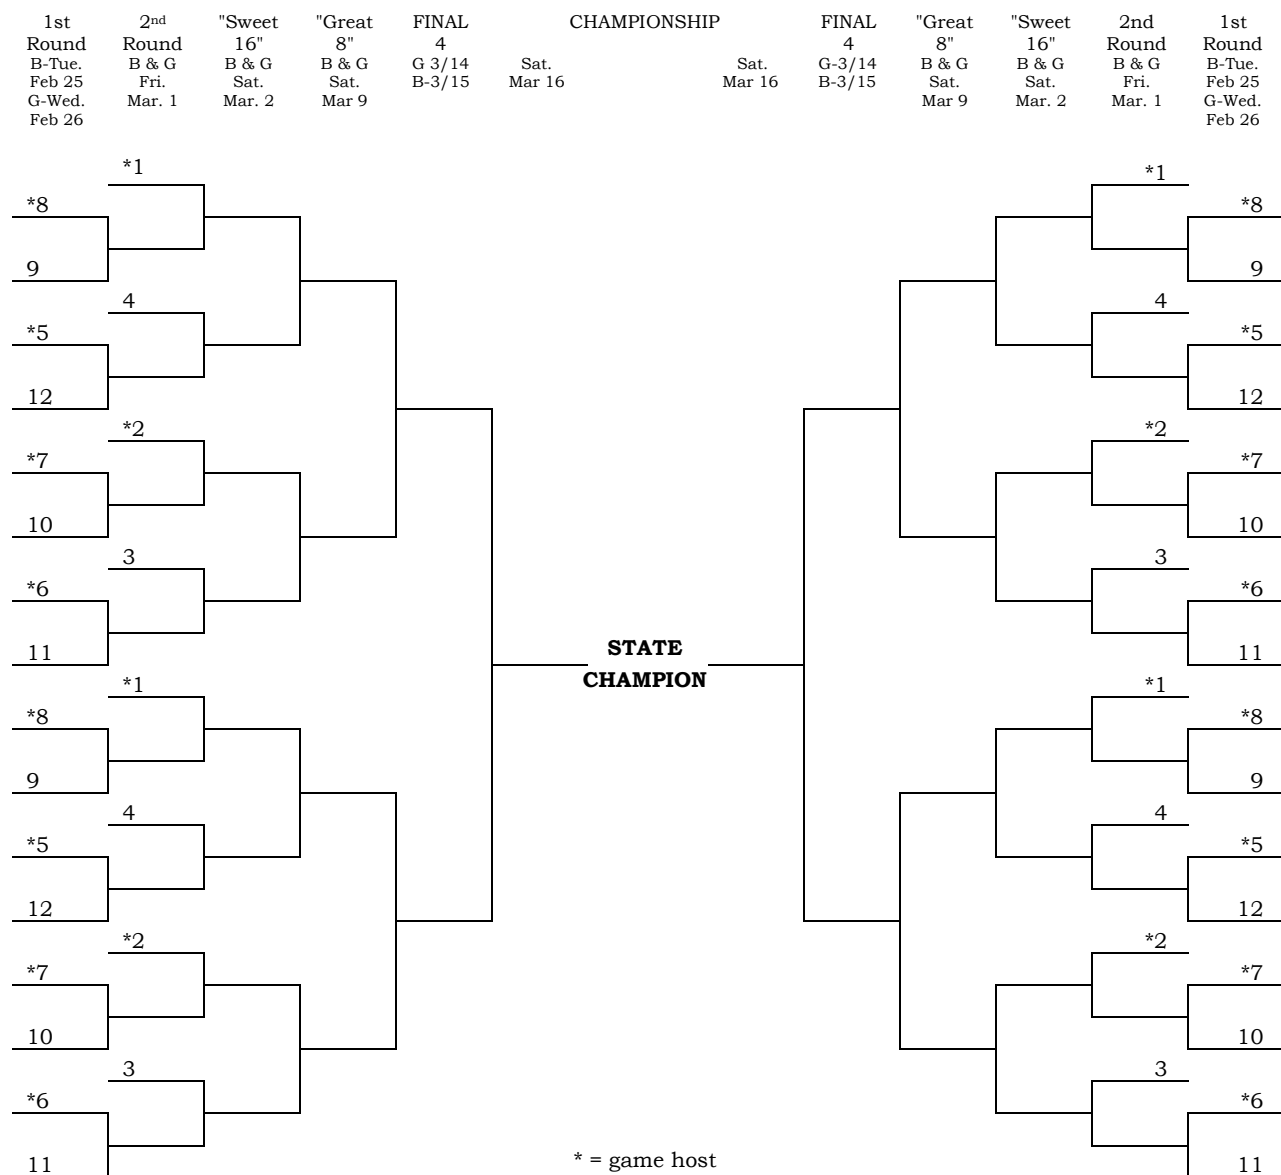 1st 2nd "Sweet "Great FINAL CHAMPIONSHIP FINAL "Great "Sweet 2nd 1st
Round Round 16" 8" 4 4 8" 16" Round Round
B-Tue. B & G B & G B & G G 3/14 Sat. Sat. G-3/14 B & G B & G B & G B-Tue.
Feb 25 Fri. Sat. Sat. B-3/15 Mar 16 Mar 16 B-3/15 Sat. Sat. Fri. Feb 25
G-Wed. Mar. 1 Mar. 2 Mar 9 Mar 9 Mar. 2 Mar. 1 G-Wed.
Feb 26 Feb 26
*1 *1
*8 *8
9 9
4 4
*5 *5
12 12
*2 *2
*7 *7
10 10
3 3
*6 *6
11 STATE 11
*1 CHAMPION *1
*8 *8
9 9
4 4
*5 *5
12 12
*2 *2
*7 *7
10 10
3 3
*6 *6
11 * = game host 11